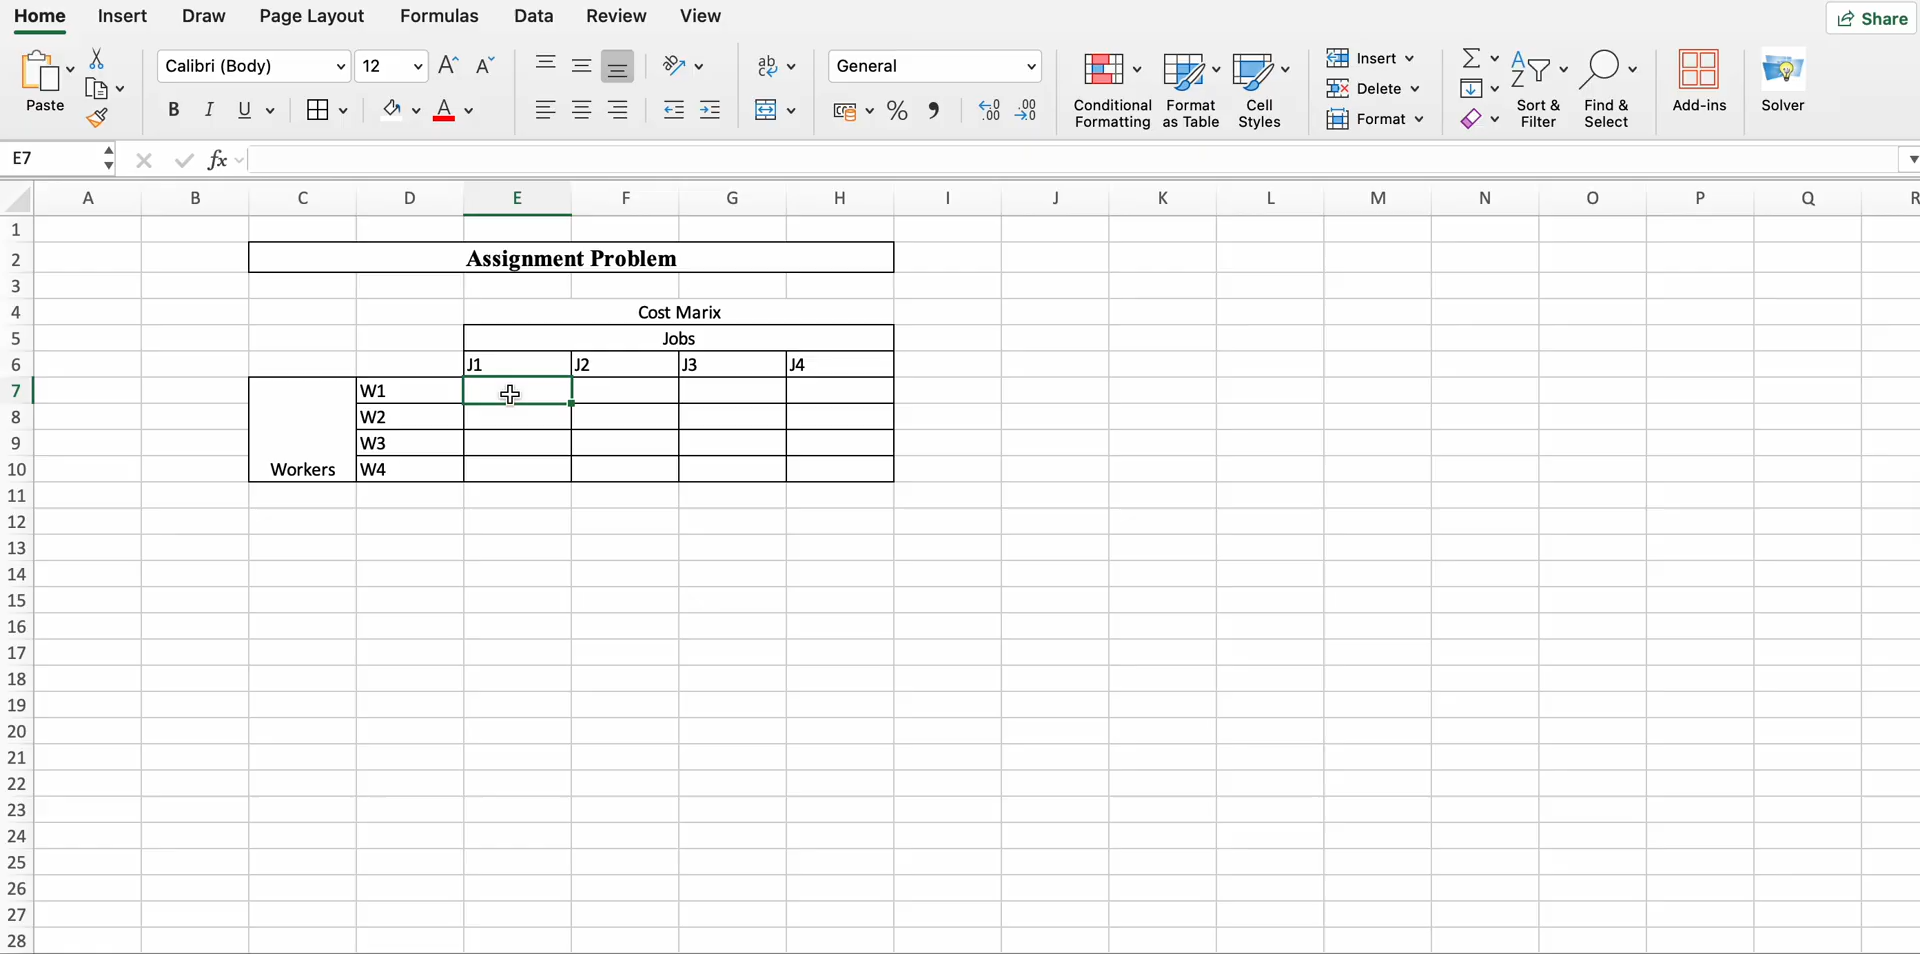 Home Insert Draw Page Layout Formulas Data Review View Share
Paste
Calibri (Body) 12 A^ A˅ ab c General Insert Σ A Z
B I U A % , .00 .00 Delete
Conditional Formatting Format as Table Cell Styles Format Sort & Filter Find & Select Add-ins Solver
E7 fx
A B C D E F G H I J K L M N O P Q R
1
2 Assignment Problem
3
4 Cost Marix
5 Jobs
6 J1 J2 J3 J4
7 W1
8 W2
9 W3
10 Workers W4
11
12
13
14
15
16
17
18
19
20
21
22
23
24
25
26
27
28